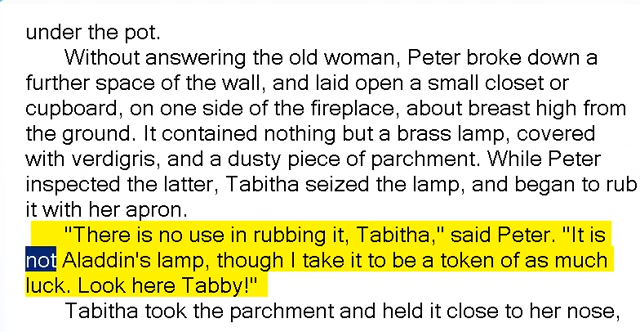 under the pot.
Without answering the old woman, Peter broke down a
further space of the wall, and laid open a small closet or
cupboard, on one side of the fireplace, about breast high from
the ground. It contained nothing but a brass lamp, covered
with verdigris, and a dusty piece of parchment. While Peter
inspected the latter, Tabitha seized the lamp, and began to rub
it with her apron.
"There is no use in rubbing it, Tabitha," said Peter. "It is
not Aladdin's lamp, though I take it to be a token of as much
luck. Look here Tabby!"
Tabitha took the parchment and held it close to her nose,